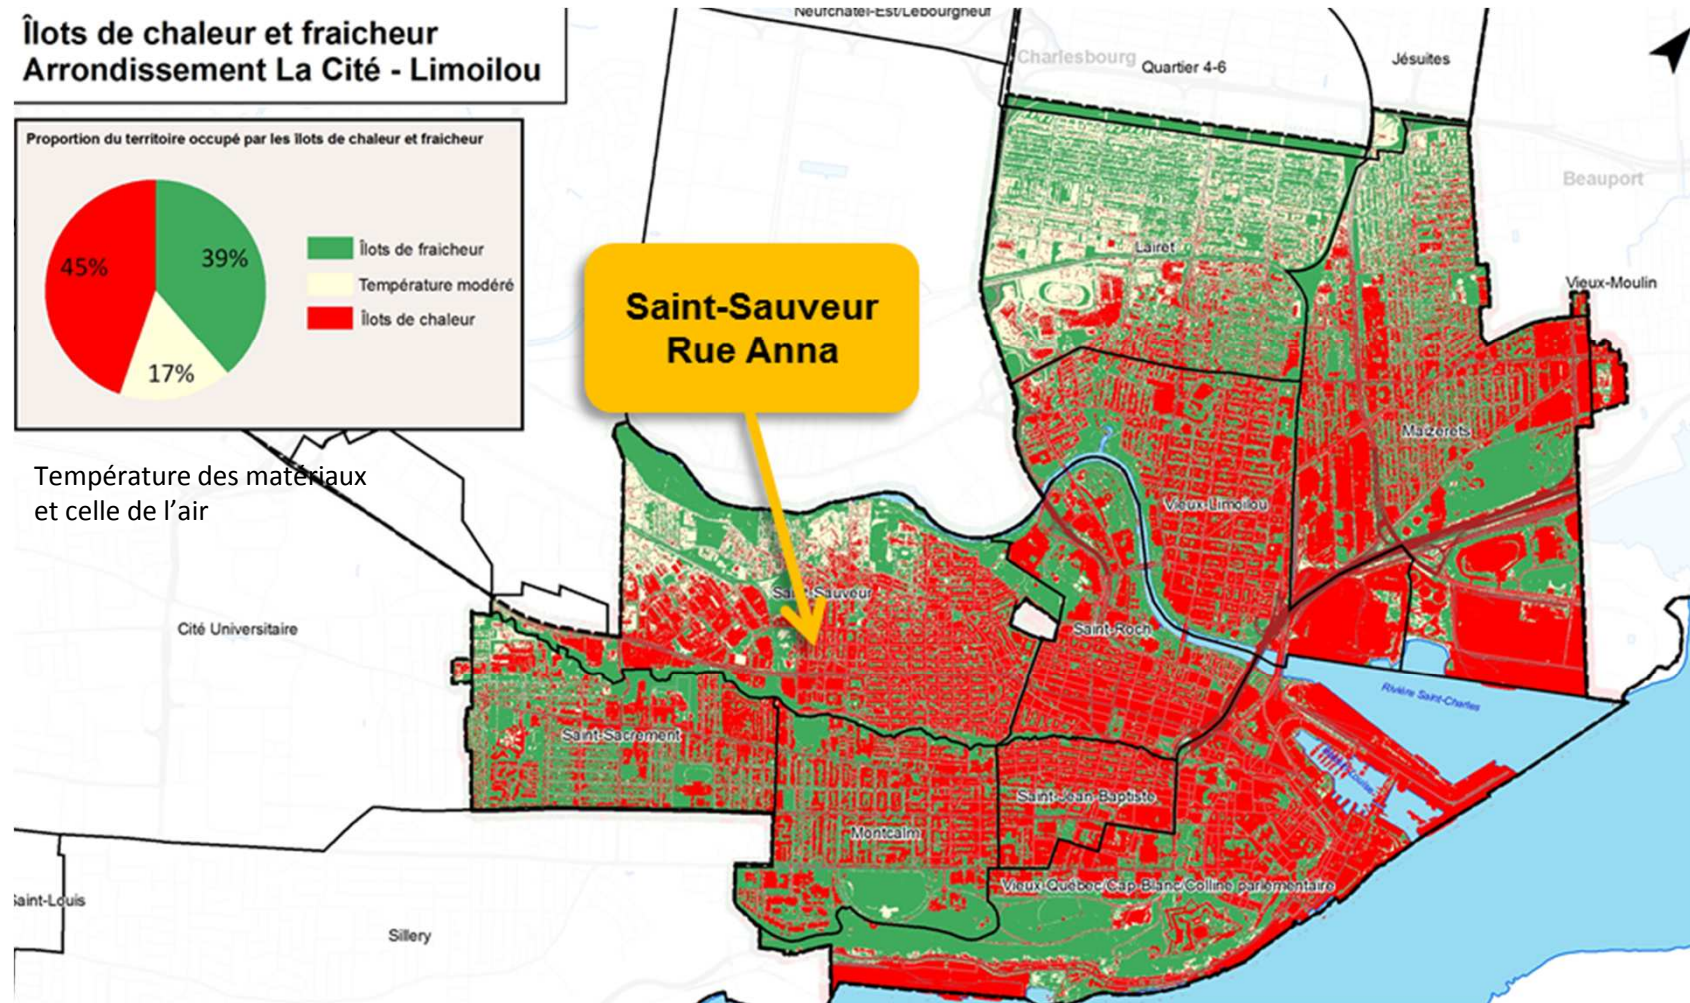 Îlots de chaleur et fraicheur
Arrondissement La Cité - Limoilou
Proportion du territoire occupé par les îlots de chaleur et fraicheur
45%
39%
17%
Îlots de fraicheur
Température modéré
Îlots de chaleur
Température des matériaux
et celle de l'air
Saint-Sauveur
Rue Anna
Neufchatel-Est/Lebourgneuf
Charlesbourg
Quartier 4-6
Jésuites
Beauport
Vieux-Moulin
Lairet
Maizerets
Vieux-Limoilou
Saint-Sauveur
Saint-Roch
Cité Universitaire
Rivière Saint-Charles
Saint-Sacrement
Saint-Jean-Baptiste
Montcalm
Vieux-Québec/Cap-Blanc/Colline parlementaire
Saint-Louis
Sillery